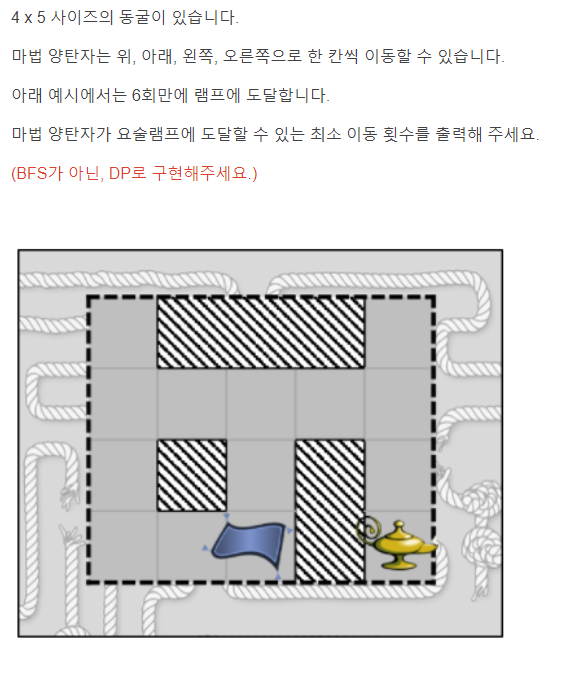 4 x 5 사이즈의 동굴이 있습니다.
마법 양탄자는 위, 아래, 왼쪽, 오른쪽으로 한 칸씩 이동할 수 있습니다.
아래 예시에서는 6회만에 램프에 도달합니다.
마법 양탄자가 요술램프에 도달할 수 있는 최소 이동 횟수를 출력해 주세요.
(BFS가 아닌, DP로 구현해주세요.)